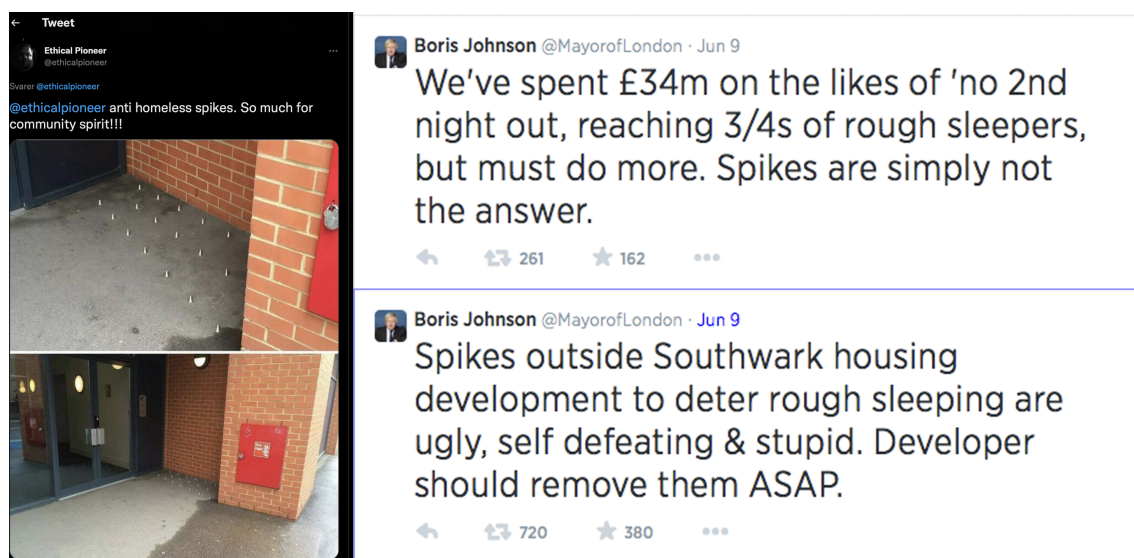 Tweet
Ethical Pioneer
@ethicalpioneer
Svarer @ethicalpioneer
@ethicalpioneer anti homeless spikes. So much for
community spirit!!!
Boris Johnson @MayorofLondon · Jun 9
We've spent £34m on the likes of 'no 2nd
night out, reaching 3/4s of rough sleepers,
but must do more. Spikes are simply not
the answer.
261 162
Boris Johnson @MayorofLondon · Jun 9
Spikes outside Southwark housing
development to deter rough sleeping are
ugly, self defeating & stupid. Developer
should remove them ASAP.
720 380